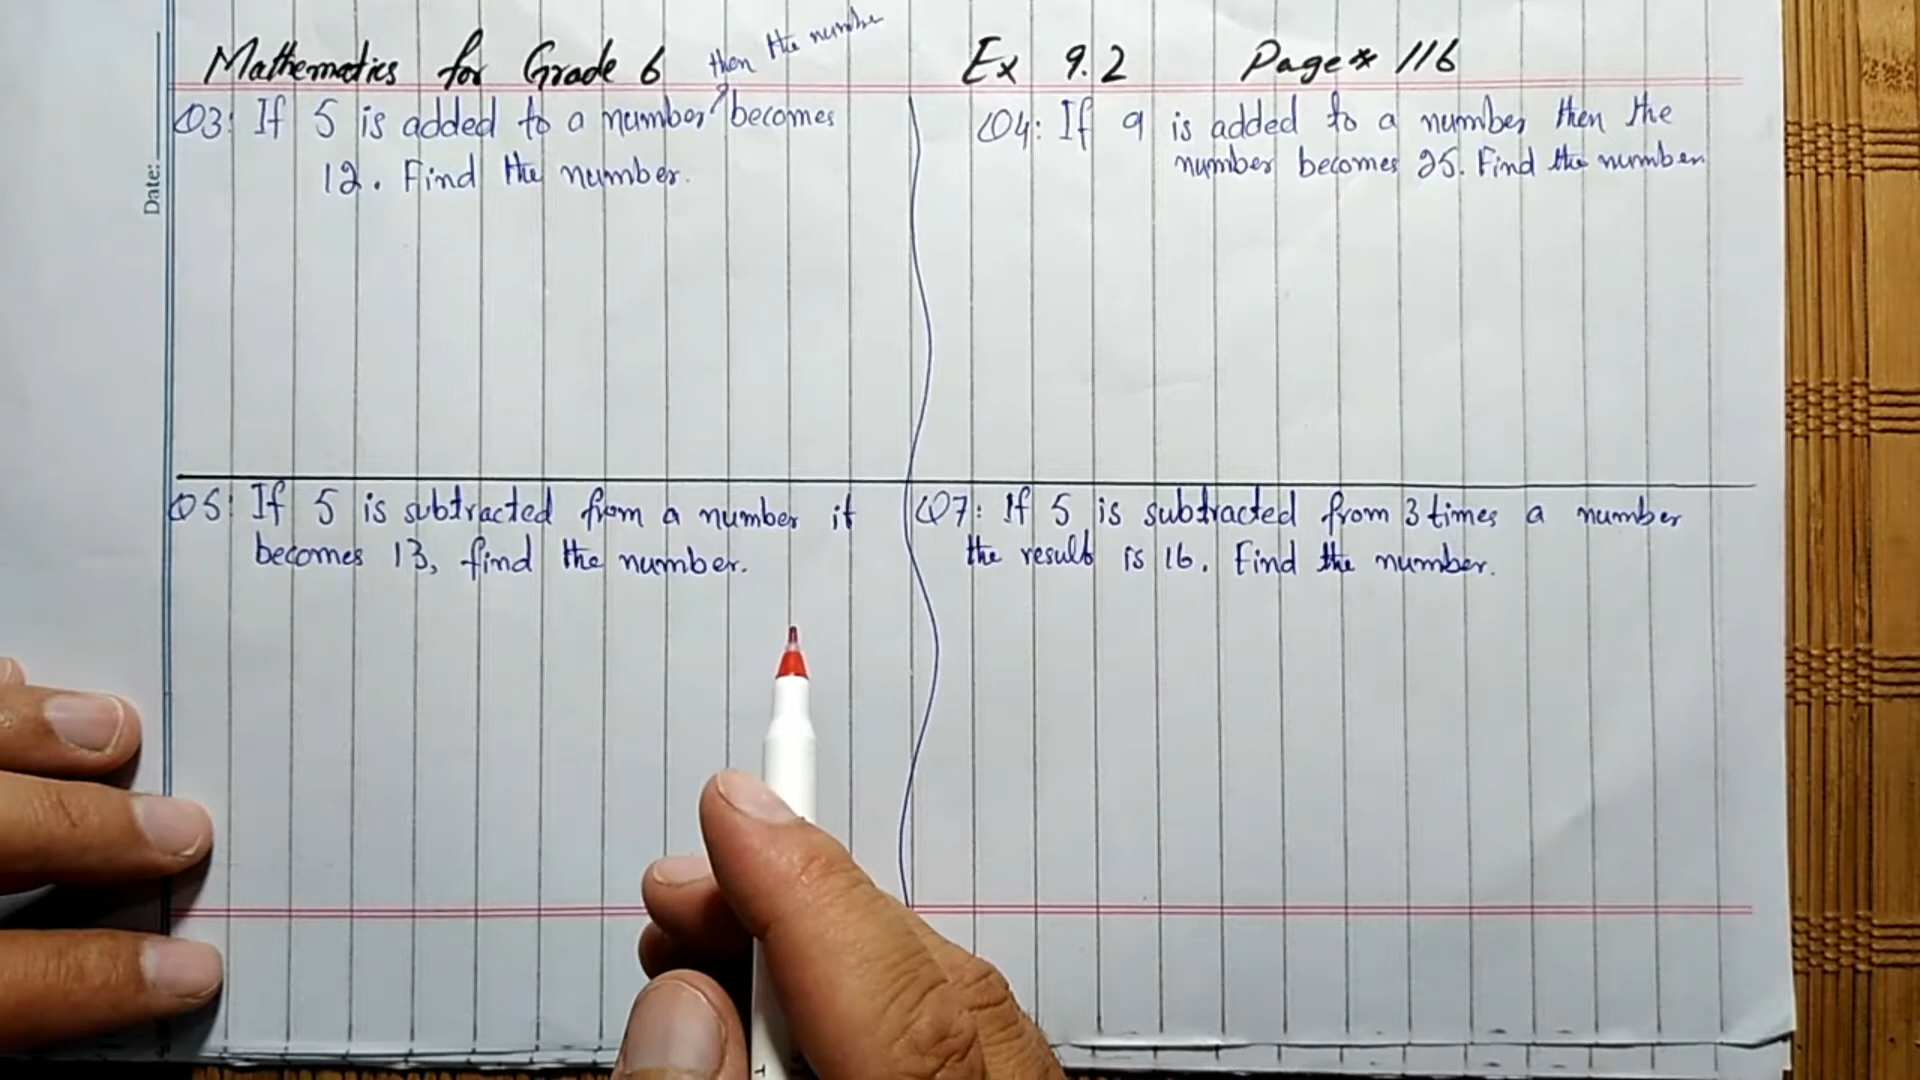 then the number
Mathematics for Grade 6
Ex 9.2 Page* 116
Date:
Q3: If 5 is added to a number becomes
12. Find the number.
Q4: If 9 is added to a number then the
number becomes 25. Find the number
Q5: If 5 is subtracted from a number it
becomes 13, find the number.
Q7: If 5 is subtracted from 3 times a number
the result is 16. Find the number.
T